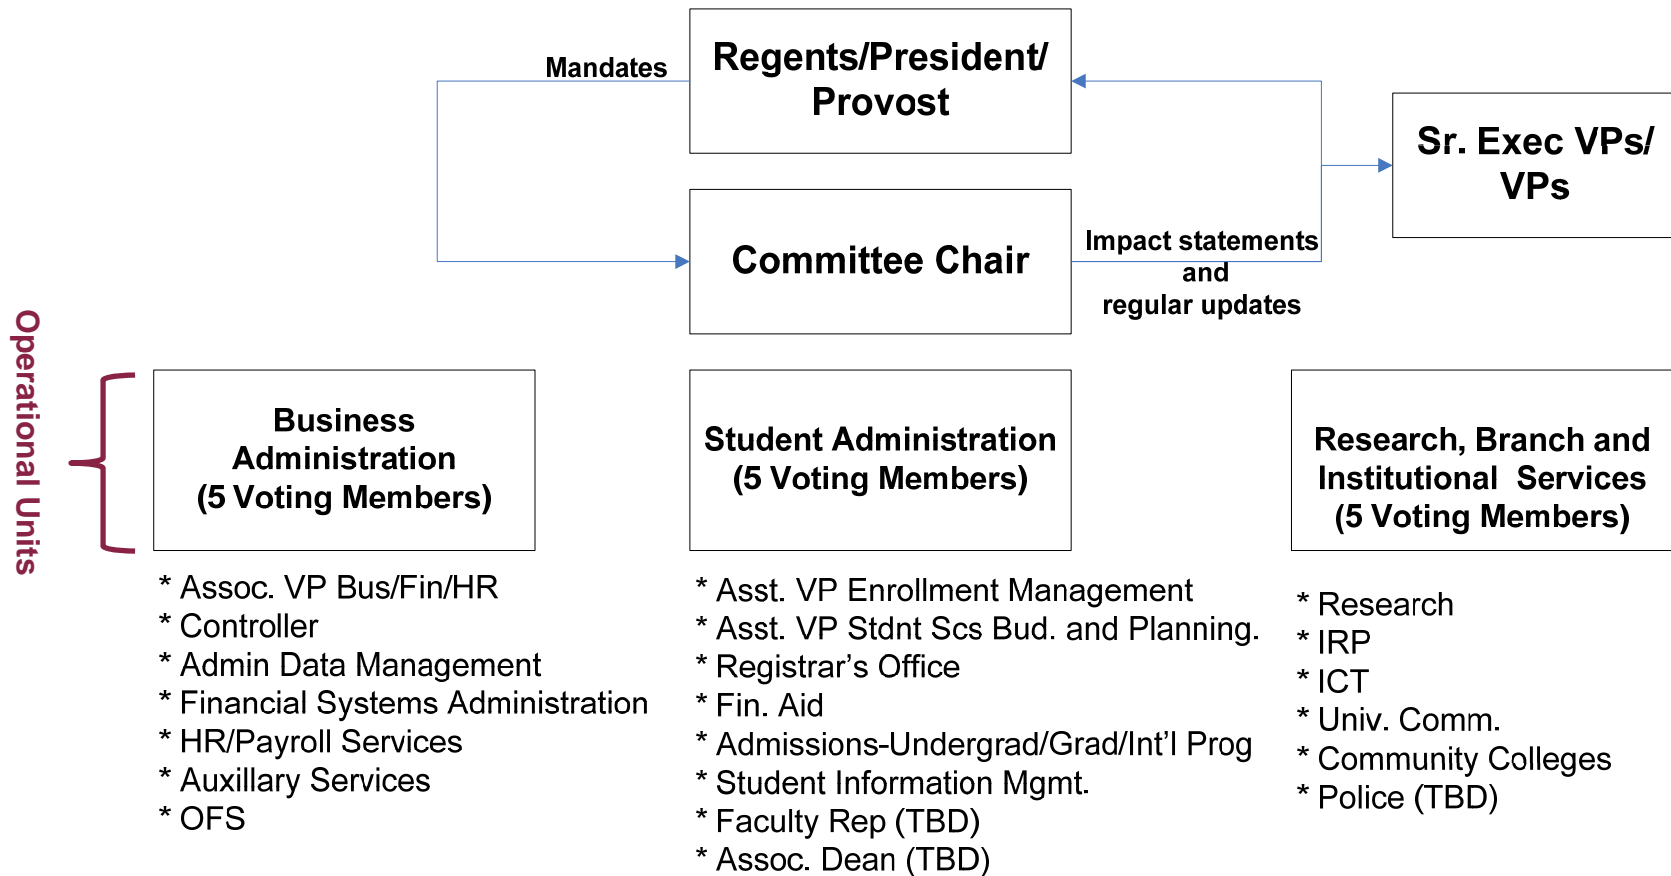 Regents/President/
Provost
Mandates
Sr. Exec VPs/
VPs
Committee Chair
Impact statements
and
regular updates
Operational Units
Business
Administration
(5 Voting Members)
Student Administration
(5 Voting Members)
Research, Branch and
Institutional Services
(5 Voting Members)
* Assoc. VP Bus/Fin/HR
* Controller
* Admin Data Management
* Financial Systems Administration
* HR/Payroll Services
* Auxillary Services
* OFS
* Asst. VP Enrollment Management
* Asst. VP Stdnt Scs Bud. and Planning.
* Registrar’s Office
* Fin. Aid
* Admissions-Undergrad/Grad/Int’l Prog
* Student Information Mgmt.
* Faculty Rep (TBD)
* Assoc. Dean (TBD)
* Research
* IRP
* ICT
* Univ. Comm.
* Community Colleges
* Police (TBD)